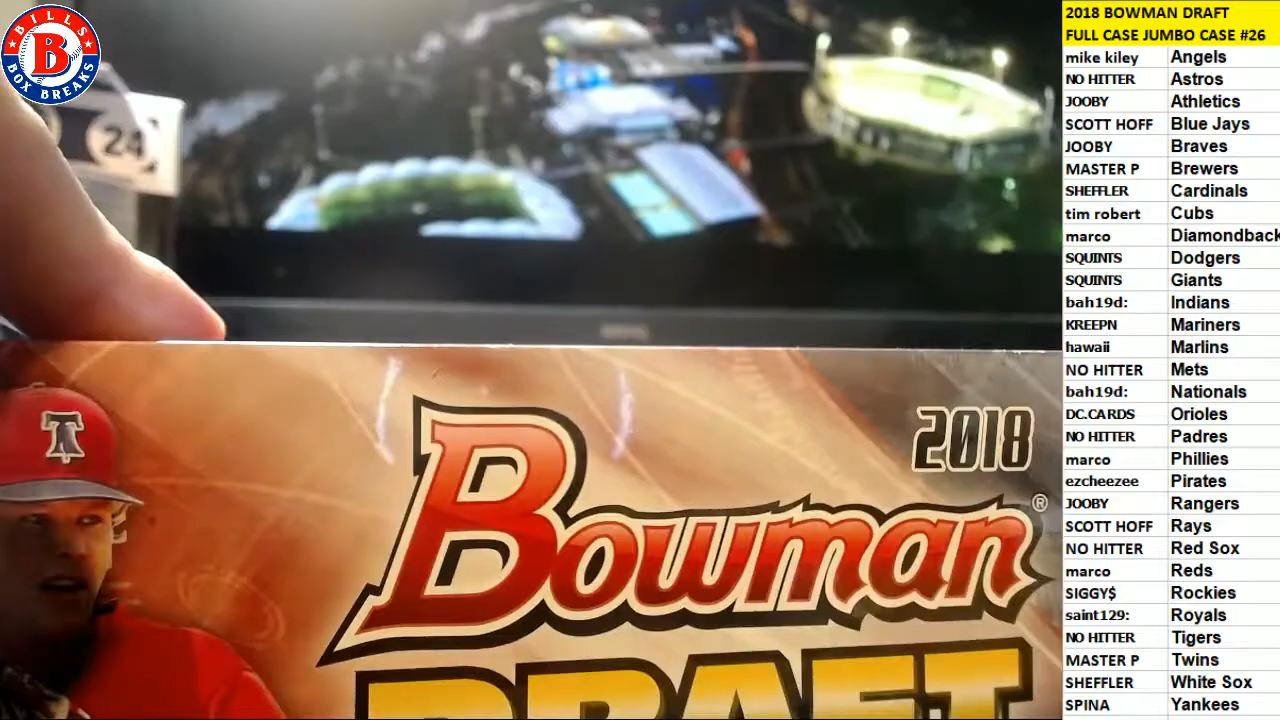 BILLS
B
BOX BREAKS
24
2018
Bowman®
DRAFT
T
2018 BOWMAN DRAFT
FULL CASE JUMBO CASE #26
mike kiley Angels
NO HITTER Astros
JOOBY Athletics
SCOTT HOFF Blue Jays
JOOBY Braves
MASTER P Brewers
SHEFFLER Cardinals
tim robert Cubs
marco Diamondback
SQUINTS Dodgers
SQUINTS Giants
bah19d: Indians
KREEPN Mariners
hawaii Marlins
NO HITTER Mets
bah19d: Nationals
DC.CARDS Orioles
NO HITTER Padres
marco Phillies
ezcheezee Pirates
JOOBY Rangers
SCOTT HOFF Rays
NO HITTER Red Sox
marco Reds
SIGGY$ Rockies
saint129: Royals
NO HITTER Tigers
MASTER P Twins
SHEFFLER White Sox
SPINA Yankees